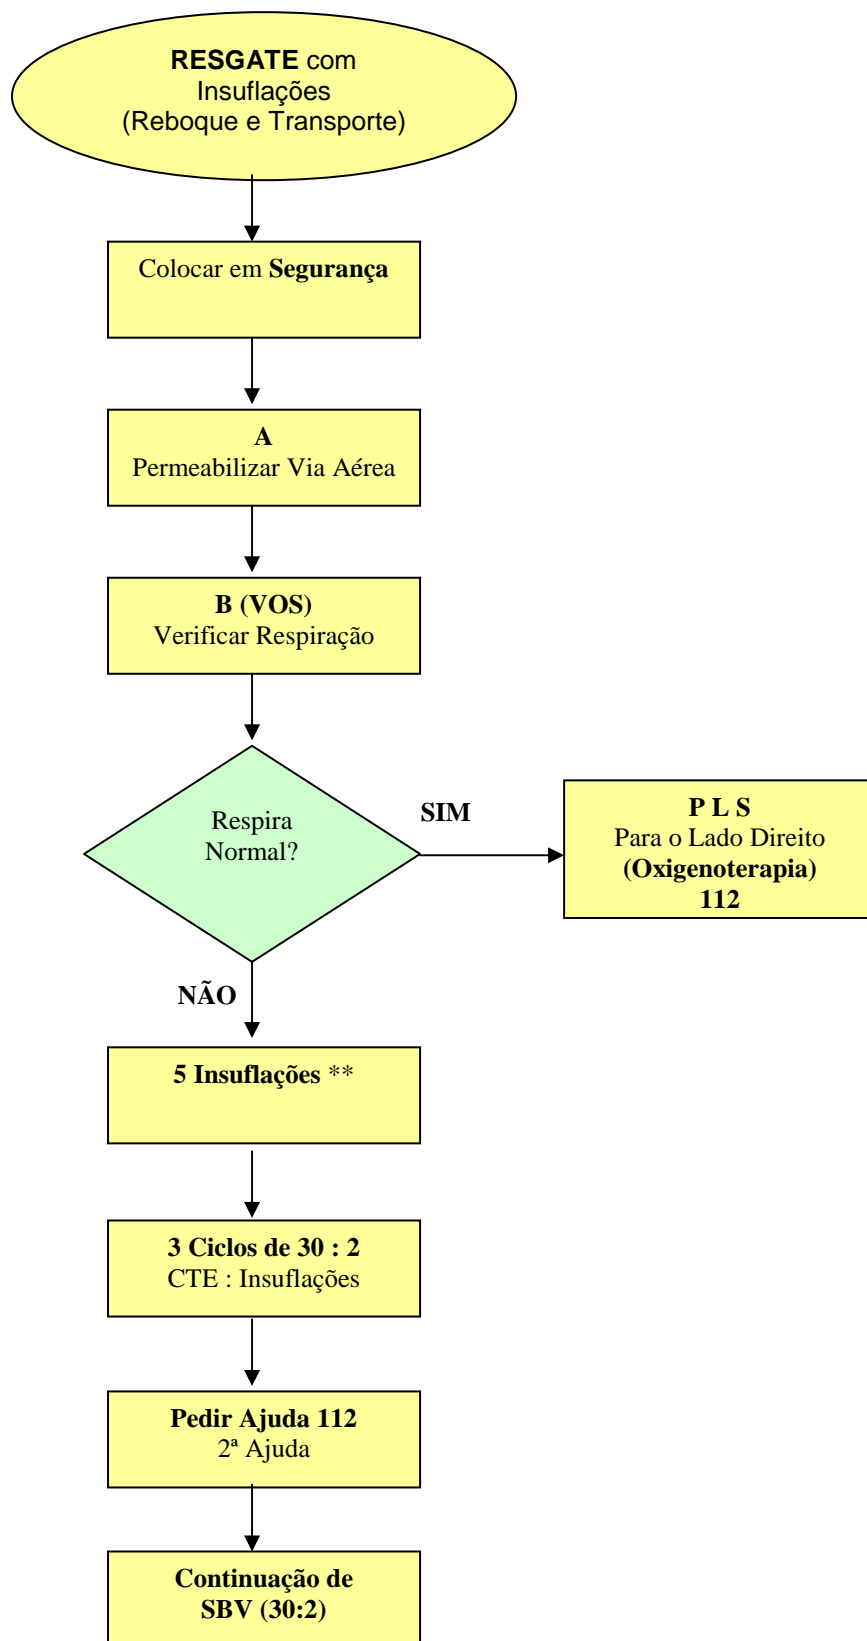 RESGATE com
Insuflações
(Reboque e Transporte)
Colocar em Segurança
A
Permeabilizar Via Aérea
B (VOS)
Verificar Respiração
Respira
Normal?
SIM
P L S
Para o Lado Direito
(Oxigenoterapia)
112
NÃO
5 Insuflações **
3 Ciclos de 30 : 2
CTE : Insuflações
Pedir Ajuda 112
2ª Ajuda
Continuação de
SBV (30:2)